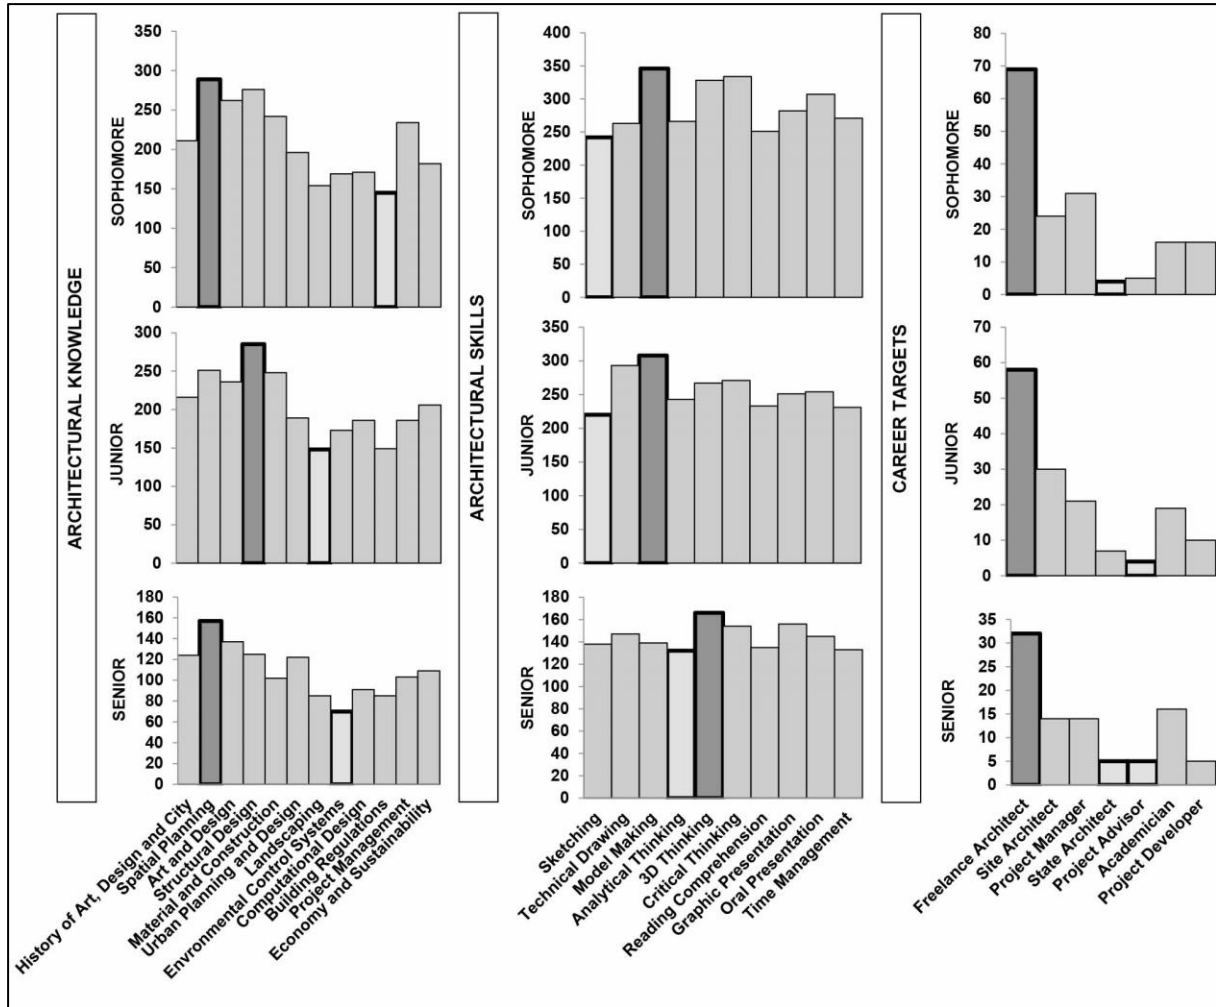 ARCHITECTURAL KNOWLEDGE
SOPHOMORE
350
300
250
200
150
100
50
0
JUNIOR
300
250
200
150
100
50
0
SENIOR
180
160
140
120
100
80
60
40
20
0
History of Art, Design and City
Spatial Planning
Art and Design
Structural Design
Material and Construction
Urban Planning and Design
Landscaping
Envronmental Control Systems
Computational Design
Building Regulations
Project Management
Economy and Sustainability
ARCHITECTURAL SKILLS
SOPHOMORE
400
350
300
250
200
150
100
50
0
JUNIOR
350
300
250
200
150
100
50
0
SENIOR
180
160
140
120
100
80
60
40
20
0
Sketching
Technical Drawing
Model Making
Analytical Thinking
3D Thinking
Critical Thinking
Reading Comprehension
Graphic Presentation
Oral Presentation
Time Management
CAREER TARGETS
SOPHOMORE
80
70
60
50
40
30
20
10
0
JUNIOR
70
60
50
40
30
20
10
0
SENIOR
35
30
25
20
15
10
5
0
Freelance Architect
Site Architect
Project Manager
State Architect
Project Advisor
Academician
Project Developer